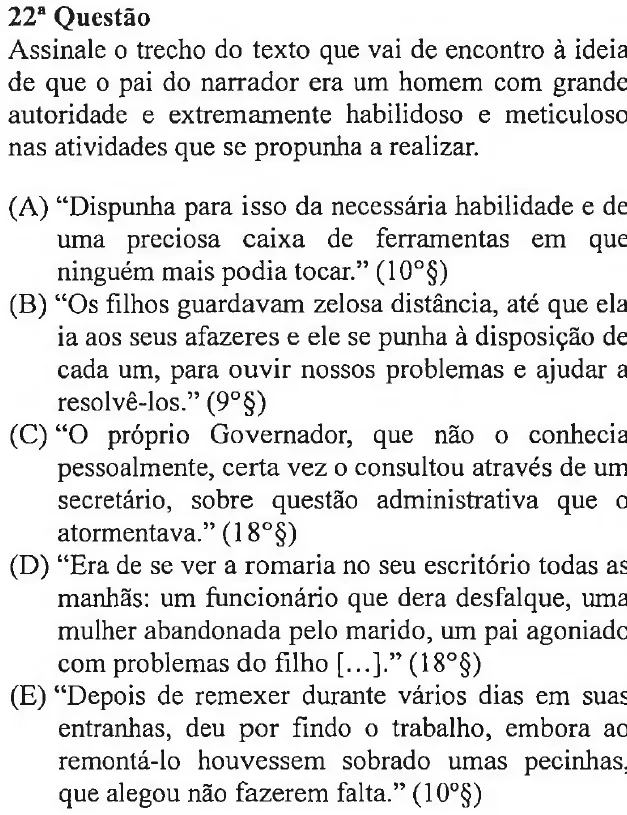 22ª Questão
Assinale o trecho do texto que vai de encontro à ideia
de que o pai do narrador era um homem com grande
autoridade e extremamente habilidoso e meticuloso
nas atividades que se propunha a realizar.
(A) “Dispunha para isso da necessária habilidade e de
uma preciosa caixa de ferramentas em que
ninguém mais podia tocar.” (10°§)
(B) “Os filhos guardavam zelosa distância, até que ela
ia aos seus afazeres e ele se punha à disposição de
cada um, para ouvir nossos problemas e ajudar a
resolvê-los.” (9°§)
(C) “O próprio Governador, que não o conhecia
pessoalmente, certa vez o consultou através de um
secretário, sobre questão administrativa que o
atormentava.” (18°§)
(D) “Era de se ver a romaria no seu escritório todas as
manhãs: um funcionário que dera desfalque, uma
mulher abandonada pelo marido, um pai agoniado
com problemas do filho [...].” (18°§)
(E) “Depois de remexer durante vários dias em suas
entranhas, deu por findo o trabalho, embora ao
remontá-lo houvessem sobrado umas pecinhas,
que alegou não fazerem falta.” (10°§)